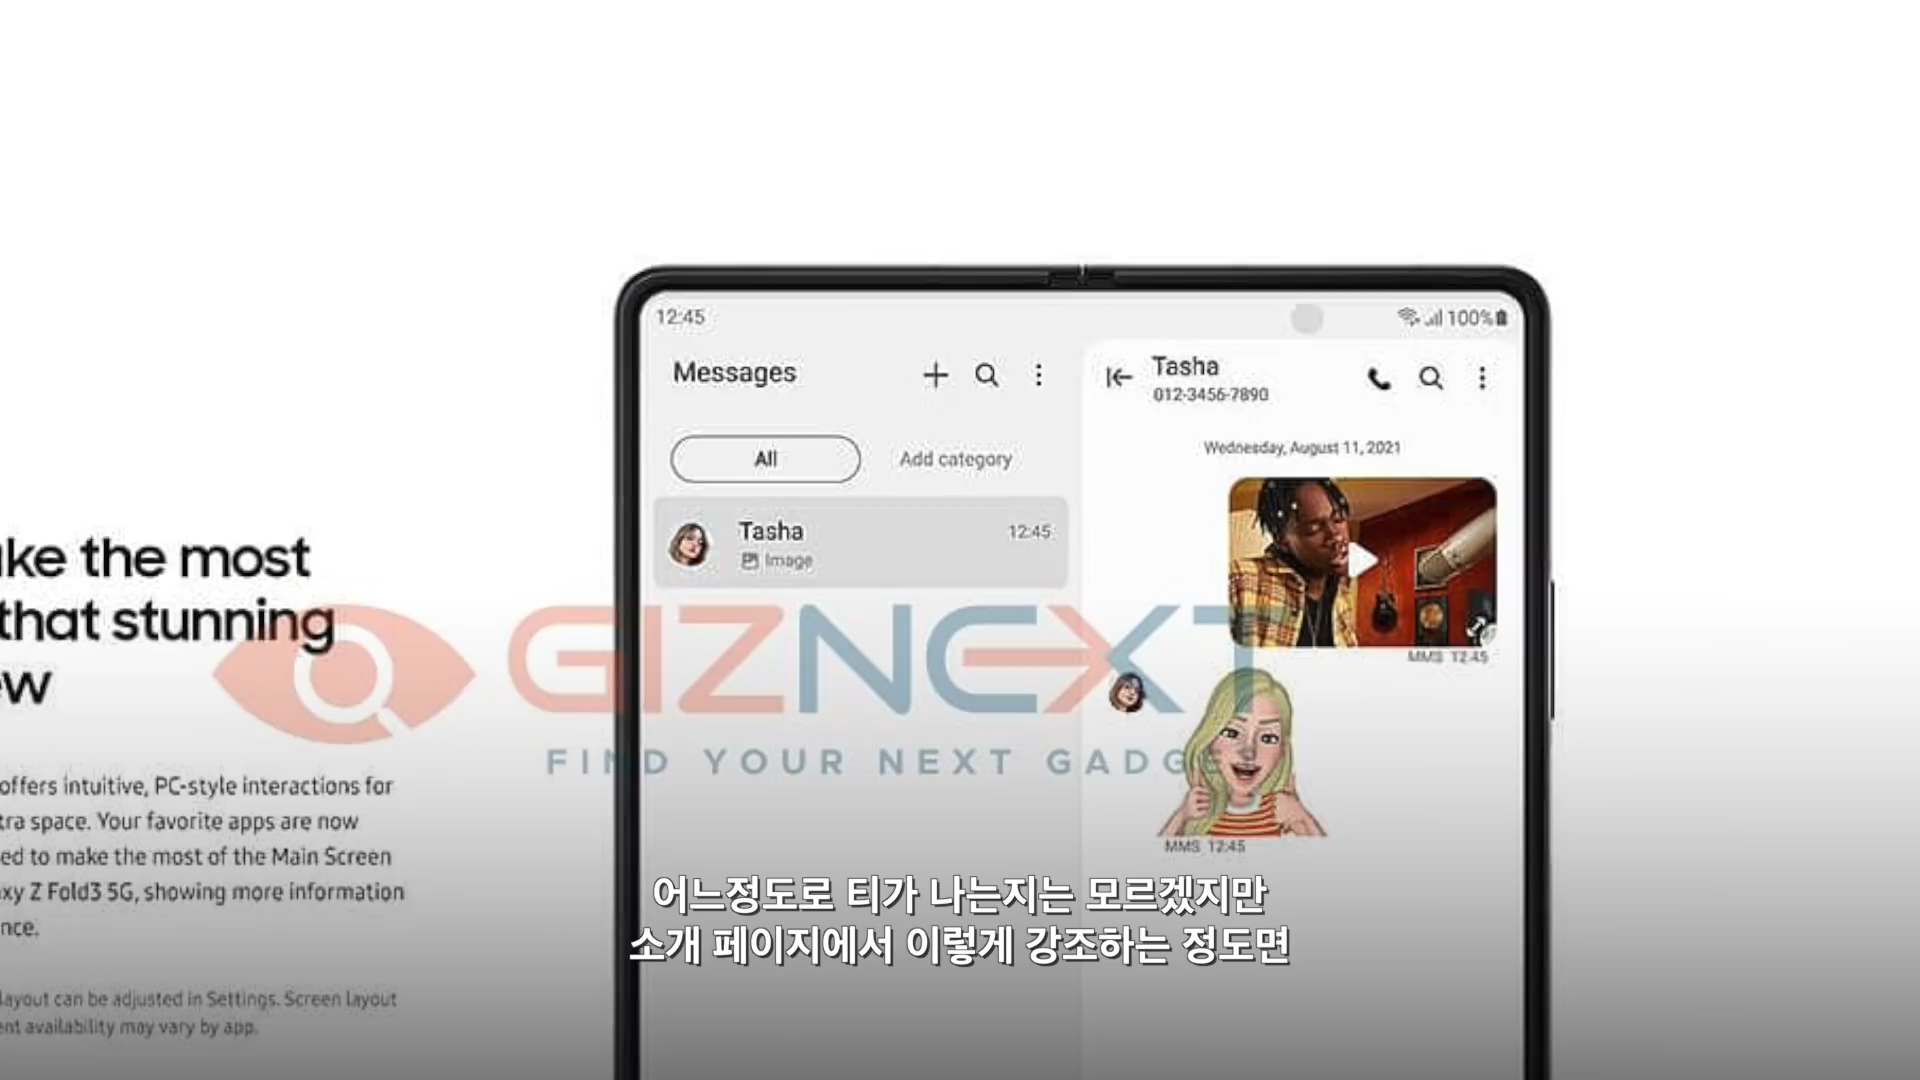 12:45
100%
Messages
Tasha
012-3456-7890
All
Add category
Wednesday, August 11, 2021
Tasha
12:45
Image
MMS 12:45
MMS 12:45
ke the most
that stunning
ew
offers intuitive, PC-style interactions for
tra space. Your favorite apps are now
ed to make the most of the Main Screen
xy Z Fold3 5G, showing more information
nce.
layout can be adjusted in Settings. Screen layout
ent availability may vary by app.
GIZNEXT
FIND YOUR NEXT GADGE
어느정도로 티가 나는지는 모르겠지만
소개 페이지에서 이렇게 강조하는 정도면